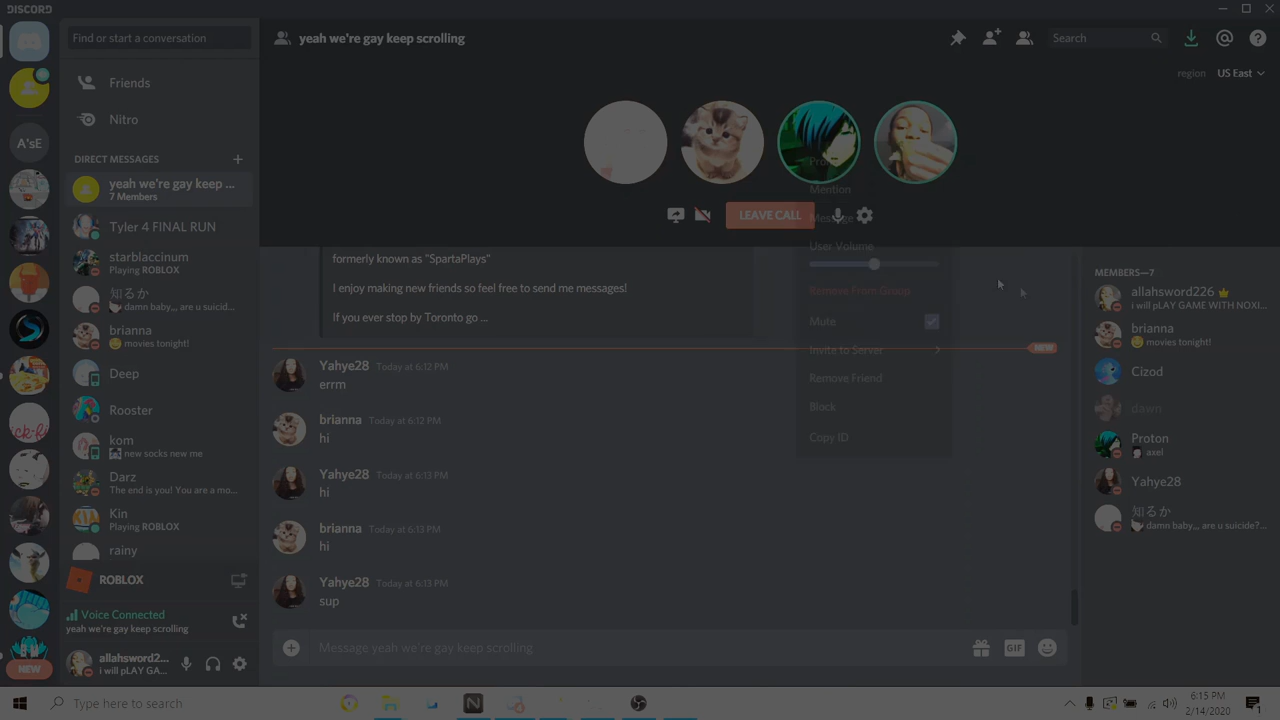 DISCORD
Find or start a conversation
yeah we're gay keep scrolling
Search
region US East
Friends
Nitro
DIRECT MESSAGES
yeah we're gay keep ...
7 Members
Tyler 4 FINAL RUN
starblaccinum
Playing ROBLOX
知るか
damn baby,,, are u suicid...
brianna
movies tonight!
Deep
Rooster
kom
new socks new me
Darz
The end is you! You are a mo...
Kin
Playing ROBLOX
rainy
A'sE
NEW
ROBLOX
Voice Connected
yeah we're gay keep scrolling
allahsword2...
i will pLAY GA...
LEAVE CALL
Mention
Message
User Volume
Remove From Group
Mute
Invite to Server
Remove Friend
Block
Copy ID
formerly known as "SpartaPlays"
I enjoy making new friends so feel free to send me messages!
If you ever stop by Toronto go ...
NEW
Yahye28 Today at 6:12 PM
errm
brianna Today at 6:12 PM
hi
Yahye28 Today at 6:13 PM
hi
brianna Today at 6:13 PM
hi
Yahye28 Today at 6:13 PM
sup
Message yeah we're gay keep scrolling
GIF
MEMBERS—7
allahsword226
i will pLAY GAME WITH NOXI...
brianna
movies tonight!
Cizod
dawn
Proton
axel
Yahye28
知るか
damn baby,,, are u suicide?...
Type here to search
6:15 PM
2/14/2020